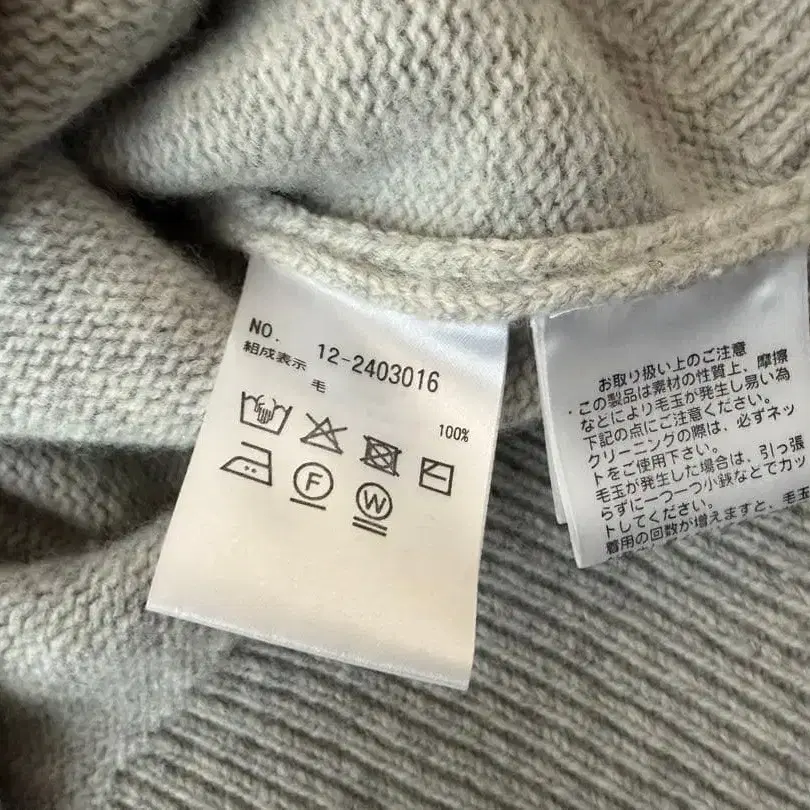 NO. 12-2403016
組成表示
毛 100%
F
W
お取り扱い上のご注意
・この製品は素材の性質上、摩擦
なとにより毛玉が発生し易い為
下記の点にご注意ください。
クリーニングの際は、必ずネッ
トをご使用下さい。
毛玉が発生した場合は、引っ張
らずに一つ一つ小鋏などでカッ
トしてください。
着用の回数が増えますと、毛玉